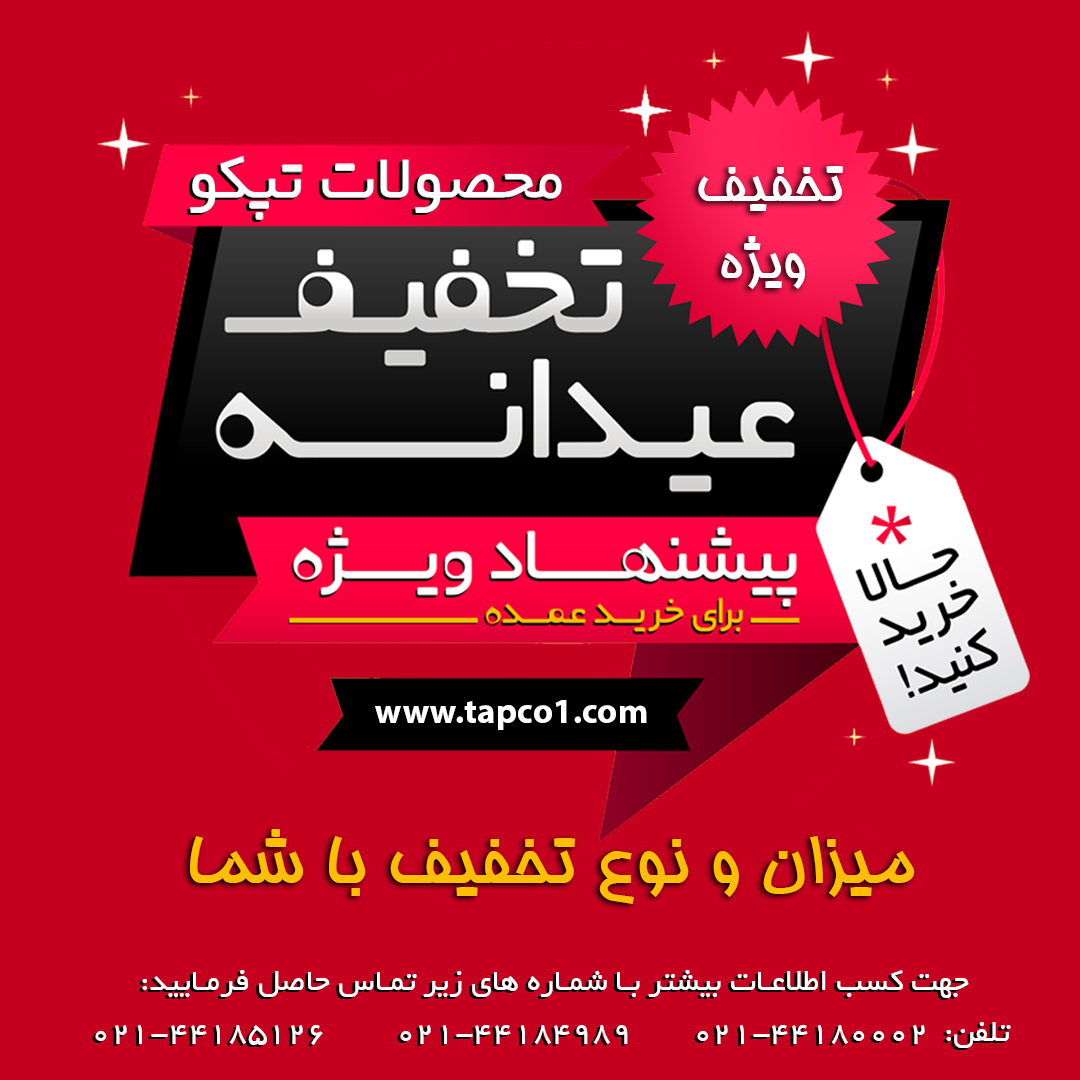 محصولات تپکو
تخفیف
ویژه
تخفیف
عیدانه
پیشنهاد ویژه
برای خرید عمده
*
حالا
خرید
کنید!
www.tapco1.com
میزان و نوع تخفیف با شما
جهت کسب اطلاعات بیشتر با شماره های زیر تماس حاصل فرمایید:
تلفن: ۰۲۱-۴۴۱۸۰۰۰۲ ۰۲۱-۴۴۱۸۴۹۸۹ ۰۲۱-۴۴۱۸۵۱۲۶